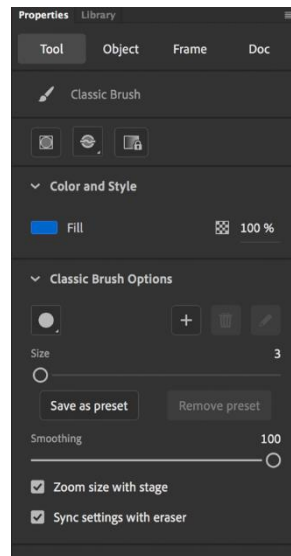 Properties Library
Tool Object Frame Doc
Classic Brush
Color and Style
Fill 100 %
Classic Brush Options
Size 3
Save as preset Remove preset
Smoothing 100
Zoom size with stage
Sync settings with eraser